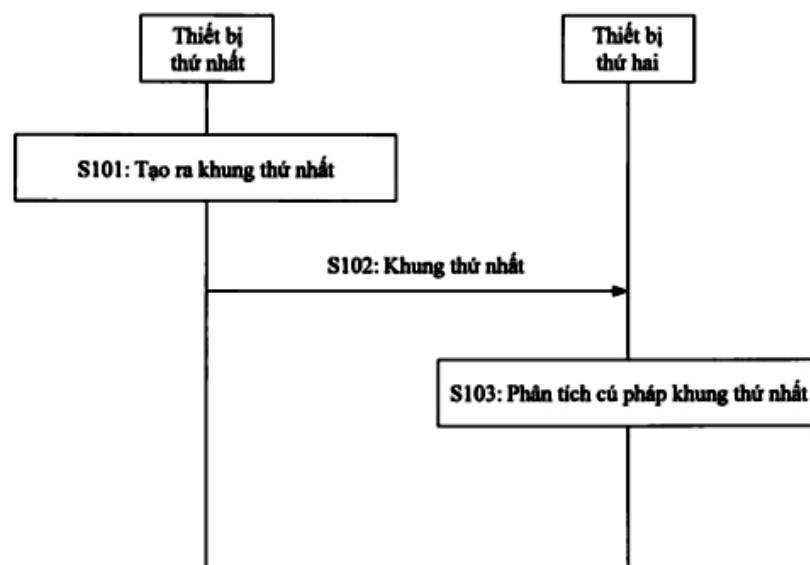 Thiết bị
thứ nhất
Thiết bị
thứ hai
S101: Tạo ra khung thứ nhất
S102: Khung thứ nhất
S103: Phân tích cú pháp khung thứ nhất